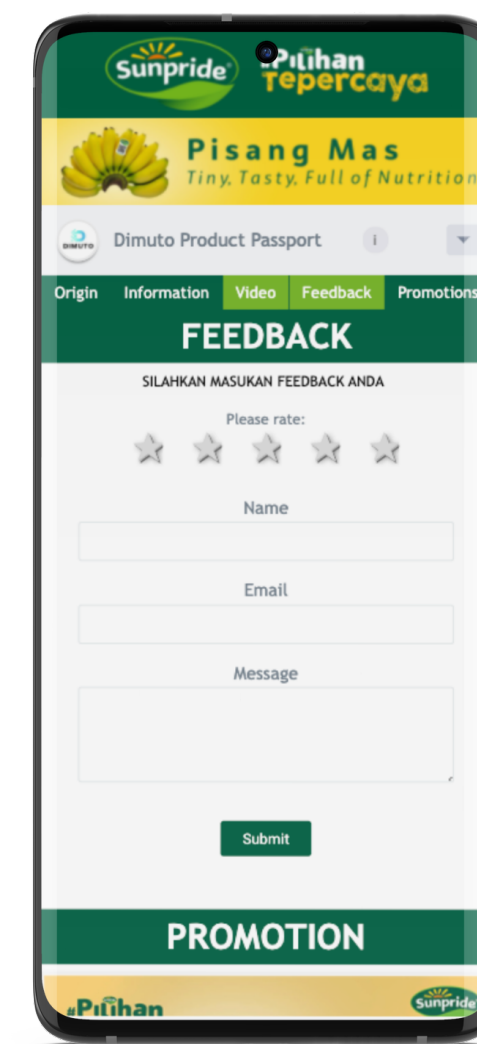 Sunpride
#Pilihan
Tepercaya
Pisang Mas
Tiny, Tasty, Full of Nutrition
DIMUTO
Dimuto Product Passport
i
Origin Information Video Feedback Promotions
FEEDBACK
SILAHKAN MASUKAN FEEDBACK ANDA
Please rate:
Name
Email
Message
Submit
PROMOTION
#Pilihan
Sunpride